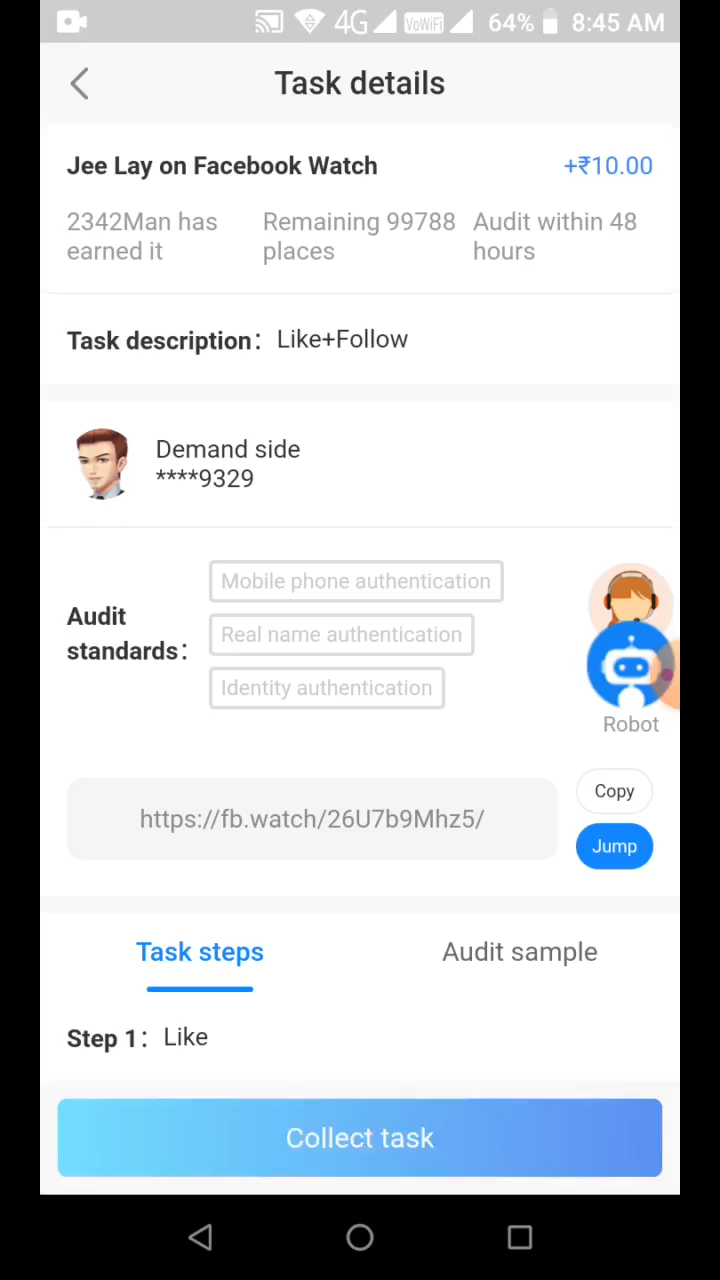 4G VoWiFi 64% 8:45 AM
Task details
Jee Lay on Facebook Watch +₹10.00
2342Man has Remaining 99788 Audit within 48
earned it places hours
Task description: Like+Follow
Demand side
****9329
Mobile phone authentication
Audit
standards:
Real name authentication
Identity authentication
Robot
Copy
https://fb.watch/26U7b9Mhz5/
Jump
Task steps Audit sample
Step 1: Like
Collect task